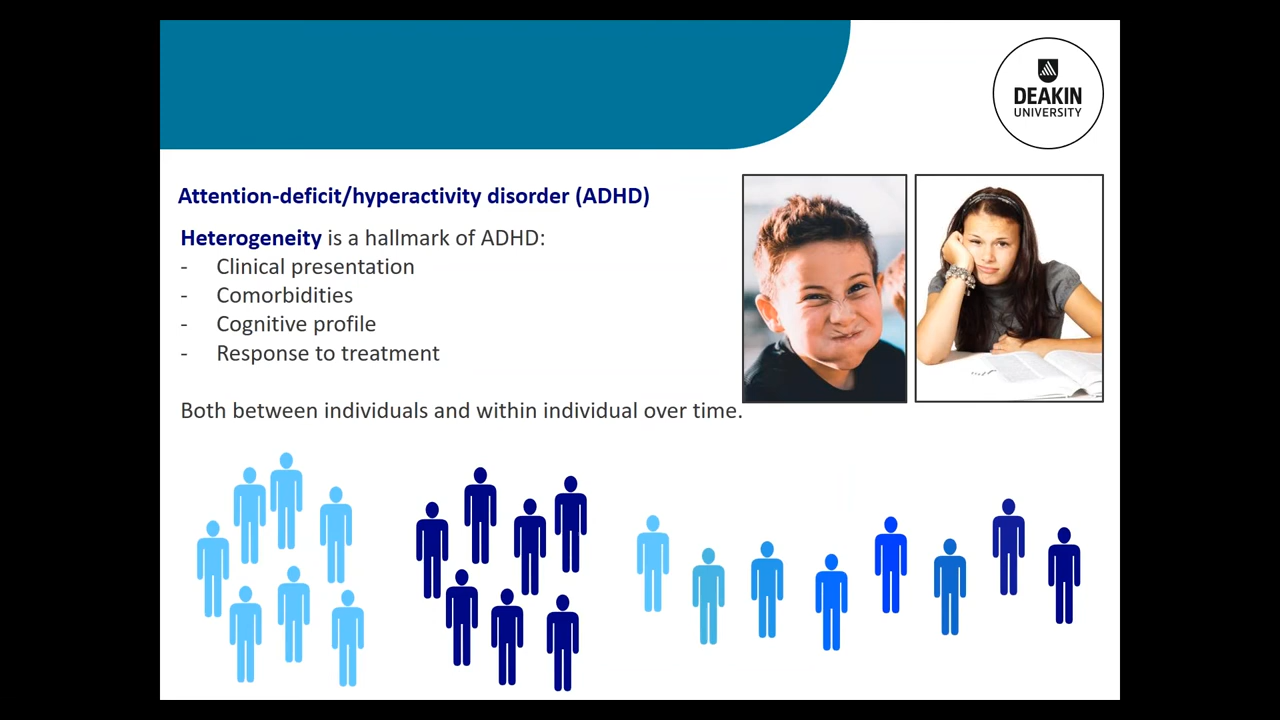 DEAKIN
UNIVERSITY
Attention-deficit/hyperactivity disorder (ADHD)
Heterogeneity is a hallmark of ADHD:
- Clinical presentation
- Comorbidities
- Cognitive profile
- Response to treatment
Both between individuals and within individual over time.